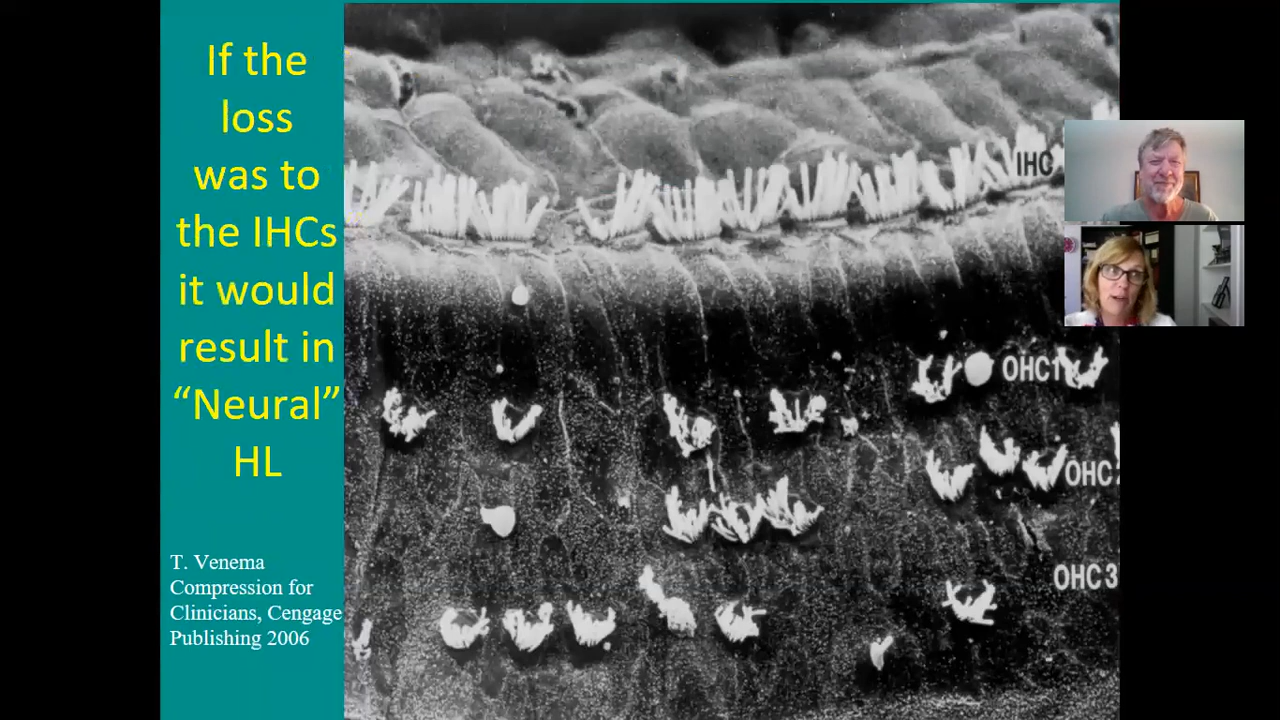 If the
loss
was to
the IHCs
it would
result in
“Neural”
HL
T. Venema
Compression for
Clinicians, Cengage
Publishing 2006
IHC
OHC1
OHC2
OHC3